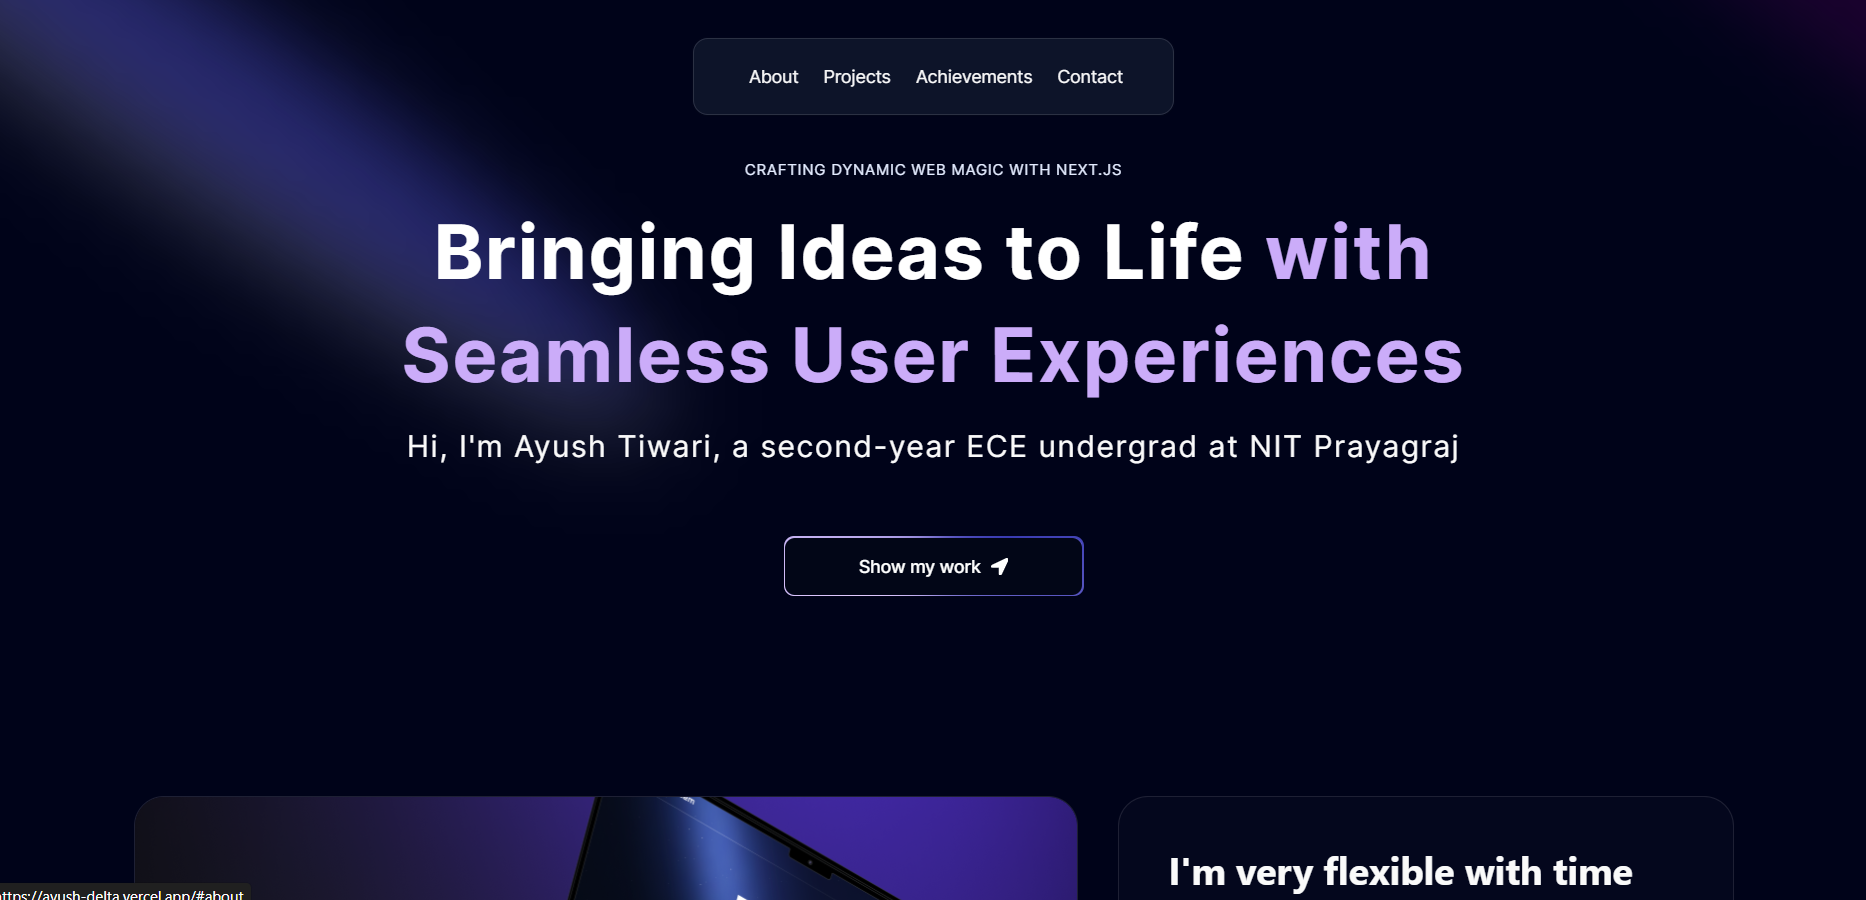 About Projects Achievements Contact
CRAFTING DYNAMIC WEB MAGIC WITH NEXT.JS
Bringing Ideas to Life with
Seamless User Experiences
Hi, I'm Ayush Tiwari, a second-year ECE undergrad at NIT Prayagraj
Show my work
I'm very flexible with time
ttps://ayush-delta.vercel.app/#about